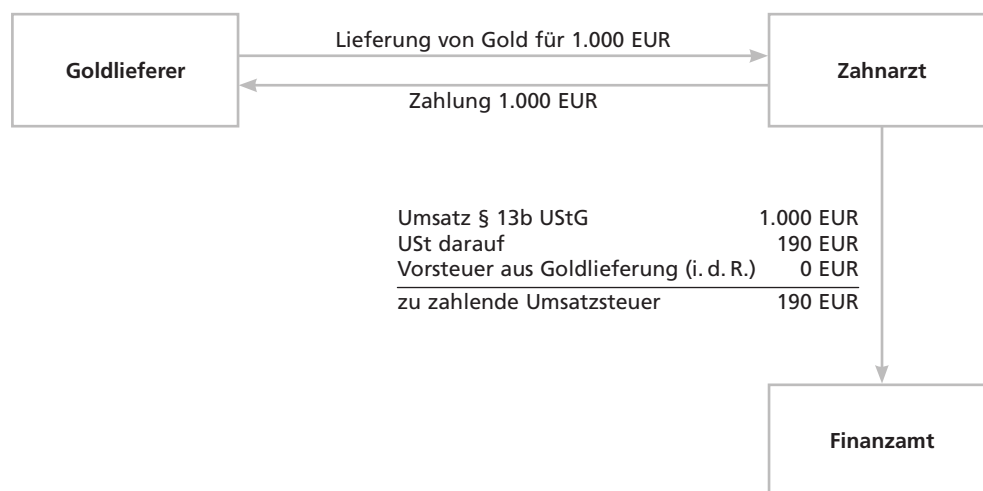 Lieferung von Gold für 1.000 EUR
Goldlieferer
Zahnarzt
Zahlung 1.000 EUR
Umsatz § 13b UStG 1.000 EUR
USt darauf 190 EUR
Vorsteuer aus Goldlieferung (i. d. R.) 0 EUR
zu zahlende Umsatzsteuer 190 EUR
Finanzamt